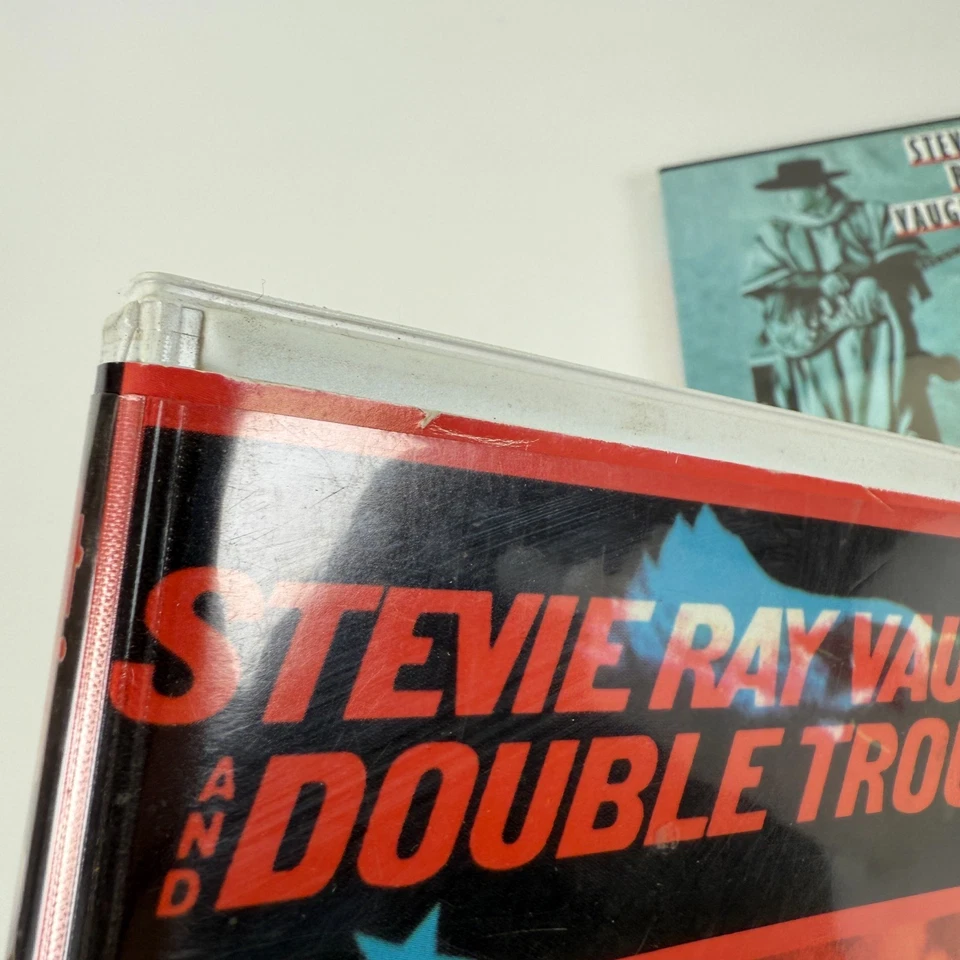 STEV
VAUG
STEVIE RAY VAU
AND
DOUBLE TROU